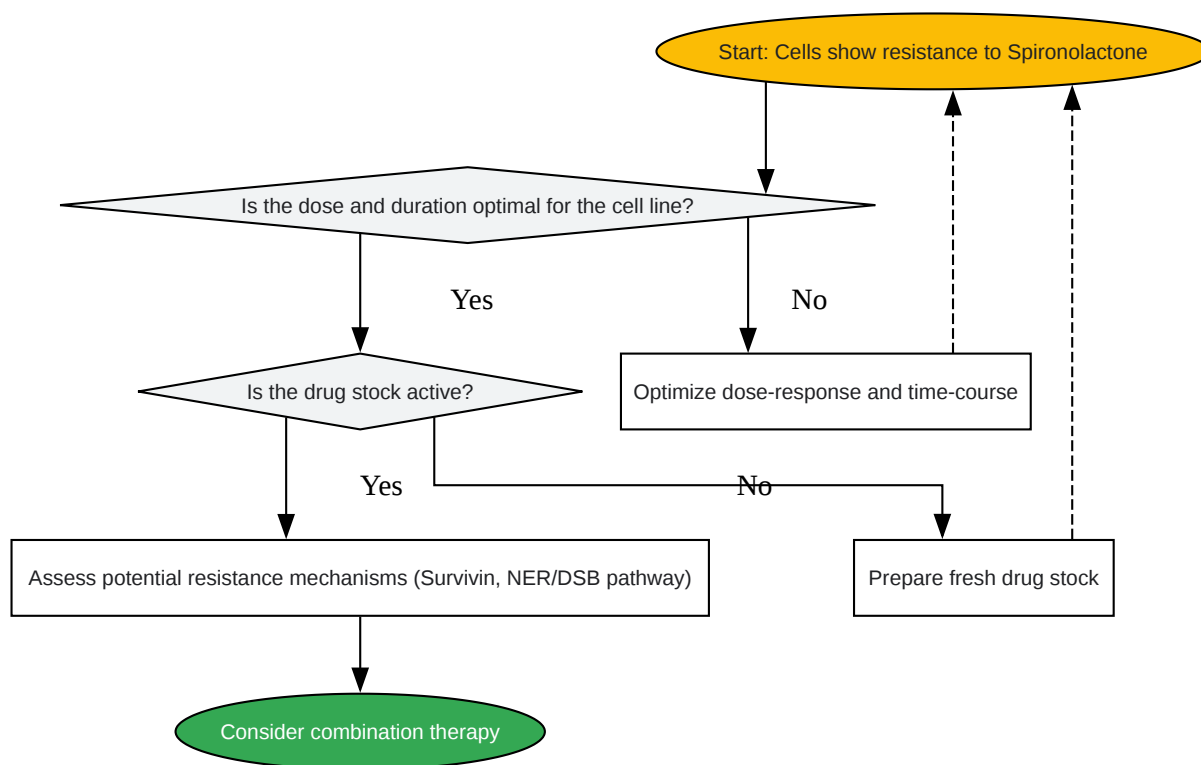 Start: Cells show resistance to Spironolactone
Is the dose and duration optimal for the cell line?
Yes
No
Is the drug stock active?
Optimize dose-response and time-course
Yes
No
Assess potential resistance mechanisms (Survivin, NER/DSB pathway)
Prepare fresh drug stock
Consider combination therapy